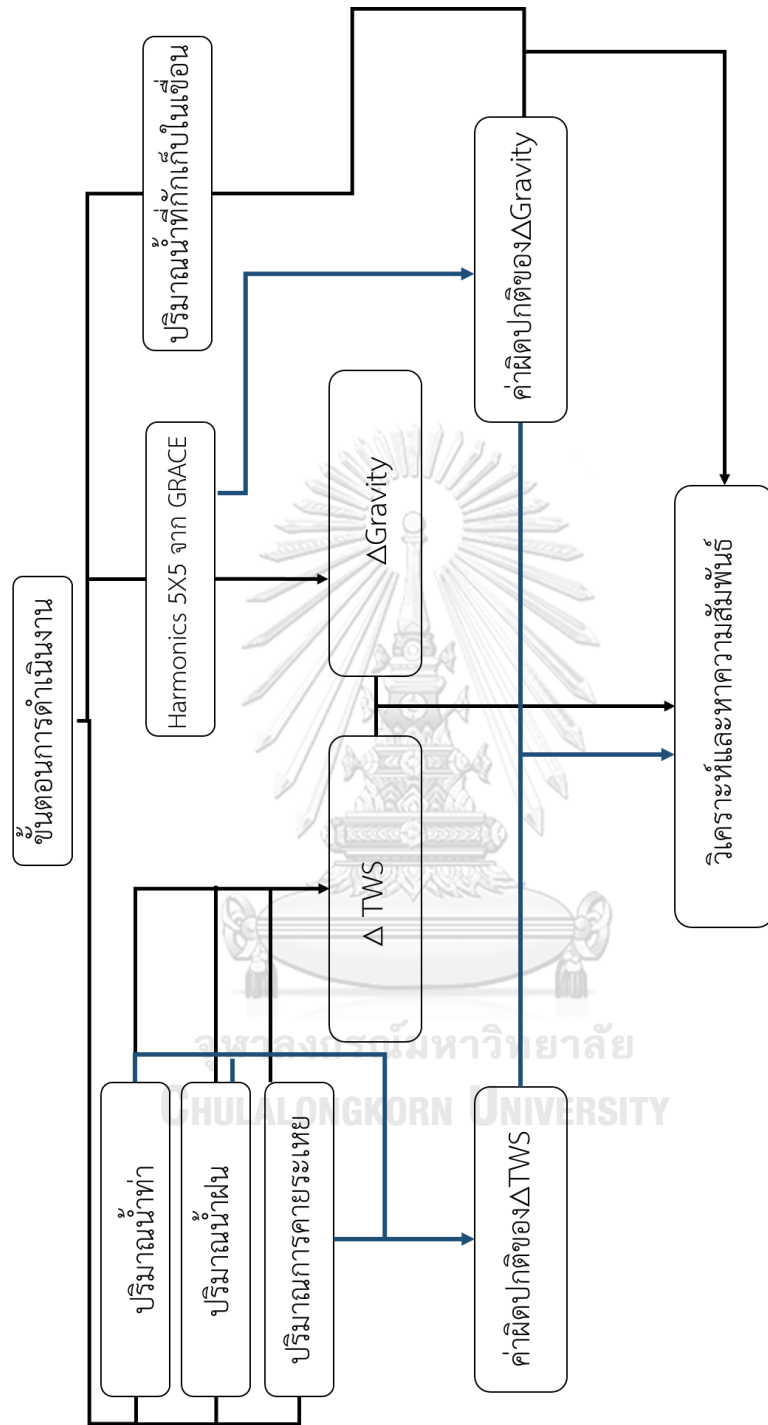 ขั้นตอนการดำเนินงาน
ปริมาณน้ำท่า
ปริมาณน้ำฝน
ปริมาณการคายระเหย
Harmonics 5X5 จาก GRACE
ปริมาณน้ำที่กักเก็บในเขื่อน
△ TWS
△Gravity
ค่าผิดปกติของ△TWS
ค่าผิดปกติของ△Gravity
วิเคราะห์และหาความสัมพันธ์
จุฬาลงกรณ์มหาวิทยาลัย
CHULALONGKORN UNIVERSITY